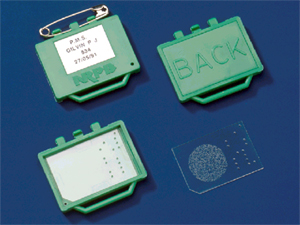 P.M.S.
DILVIN P J
534
27/05/91
NRPB
BACK